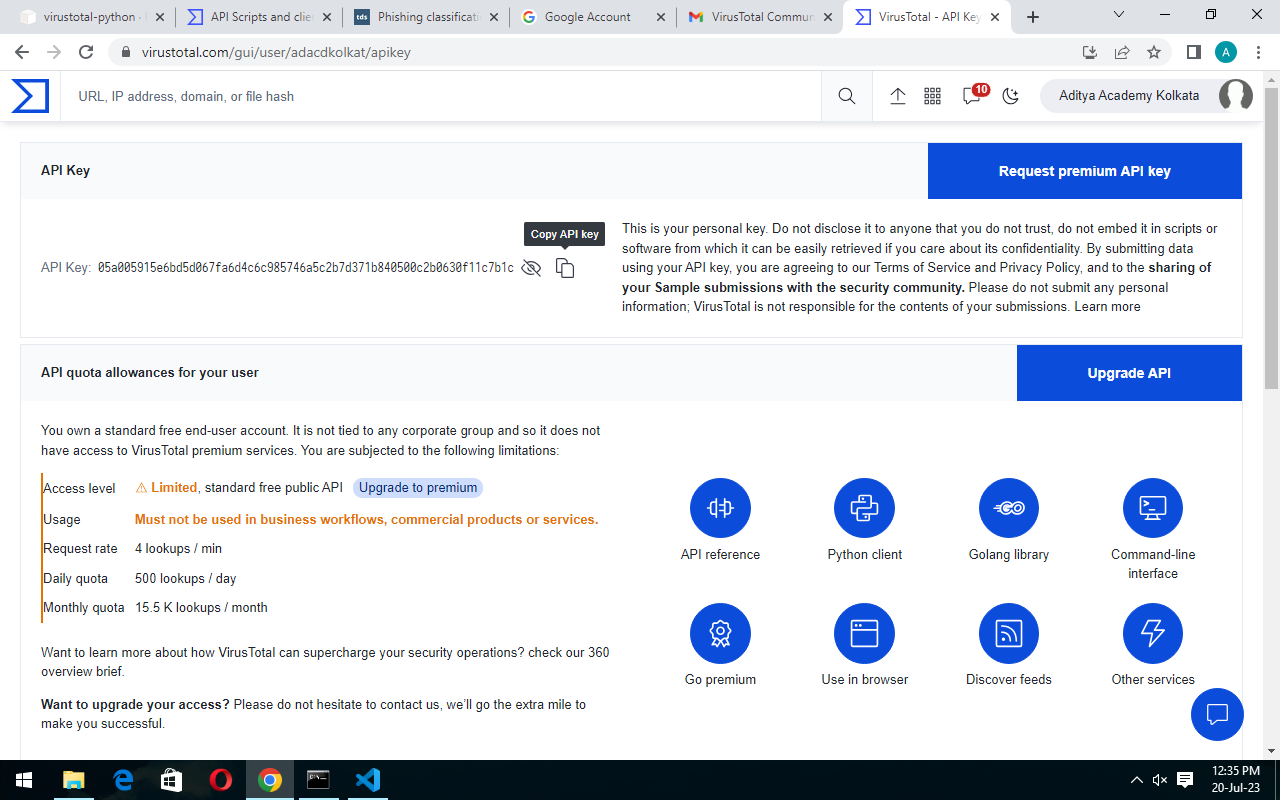 virustotal-python ·
API Scripts and clie
Phishing classificati
Google Account
VirusTotal Commun
VirusTotal - API Key
virustotal.com/gui/user/adacdkolkat/apikey
A
URL, IP address, domain, or file hash
10
Aditya Academy Kolkata
API Key
Request premium API key
Copy API key
API Key: 05a005915e6bd5d067fa6d4c6c985746a5c2b7d371b840500c2b0630f11c7b1c
This is your personal key. Do not disclose it to anyone that you do not trust, do not embed it in scripts or
software from which it can be easily retrieved if you care about its confidentiality. By submitting data
using your API key, you are agreeing to our Terms of Service and Privacy Policy, and to the sharing of
your Sample submissions with the security community. Please do not submit any personal
information; VirusTotal is not responsible for the contents of your submissions. Learn more
API quota allowances for your user
Upgrade API
You own a standard free end-user account. It is not tied to any corporate group and so it does not
have access to VirusTotal premium services. You are subjected to the following limitations:
Access level Limited, standard free public API Upgrade to premium
Usage Must not be used in business workflows, commercial products or services.
Request rate 4 lookups / min
Daily quota 500 lookups / day
Monthly quota 15.5 K lookups / month
Want to learn more about how VirusTotal can supercharge your security operations? check our 360
overview brief.
Want to upgrade your access? Please do not hesitate to contact us, we'll go the extra mile to
make you successful.
API reference
Python client
Golang library
Command-line
interface
Go premium
Use in browser
Discover feeds
Other services
12:35 PM
20-Jul-23